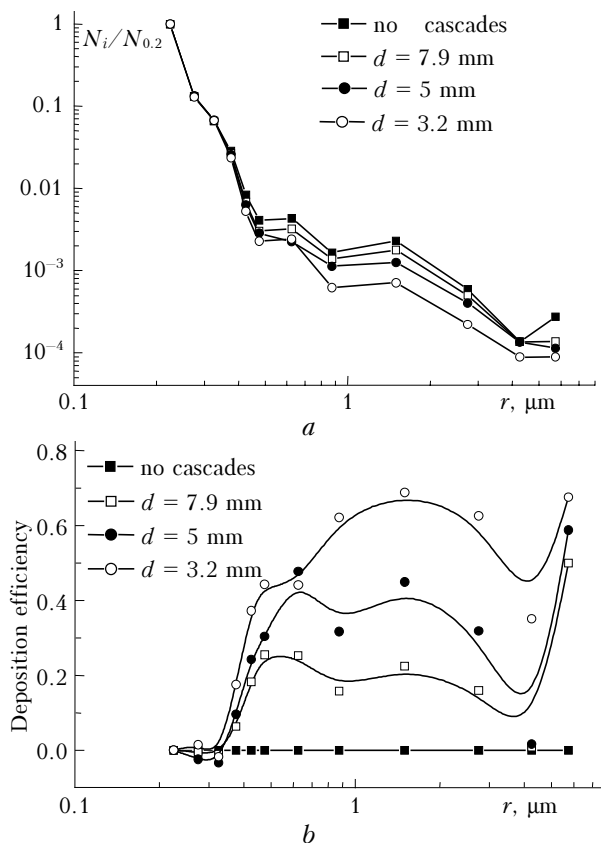 1
N_i/N_0.2
no cascades
d = 7.9 mm
d = 5 mm
d = 3.2 mm
0.1
0.01
10⁻³
10⁻⁴
0.1
1
r, µm
a
0.8
no cascades
d = 7.9 mm
d = 5 mm
d = 3.2 mm
Deposition efficiency
0.6
0.4
0.2
0.0
0.1
1
r, µm
b